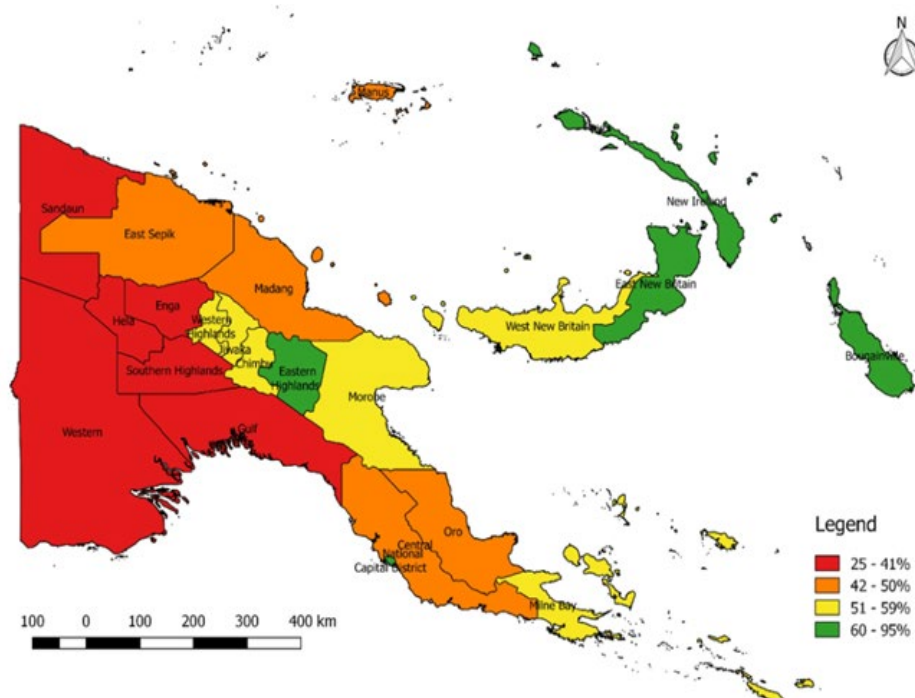 N
Manus
New Ireland
Sandaun
East Sepik
East New Britain
Madang
Enga
Hela
Western
Highlands
West New Britain
Jiwaka
Chimbu
Southern Highlands
Eastern
Highlands
Bougainville
Morobe
Western
Gulf
Oro
Central
National
Capital District
Milne Bay
Legend
25 - 41%
42 - 50%
51 - 59%
60 - 95%
100 0 100 200 300 400 km